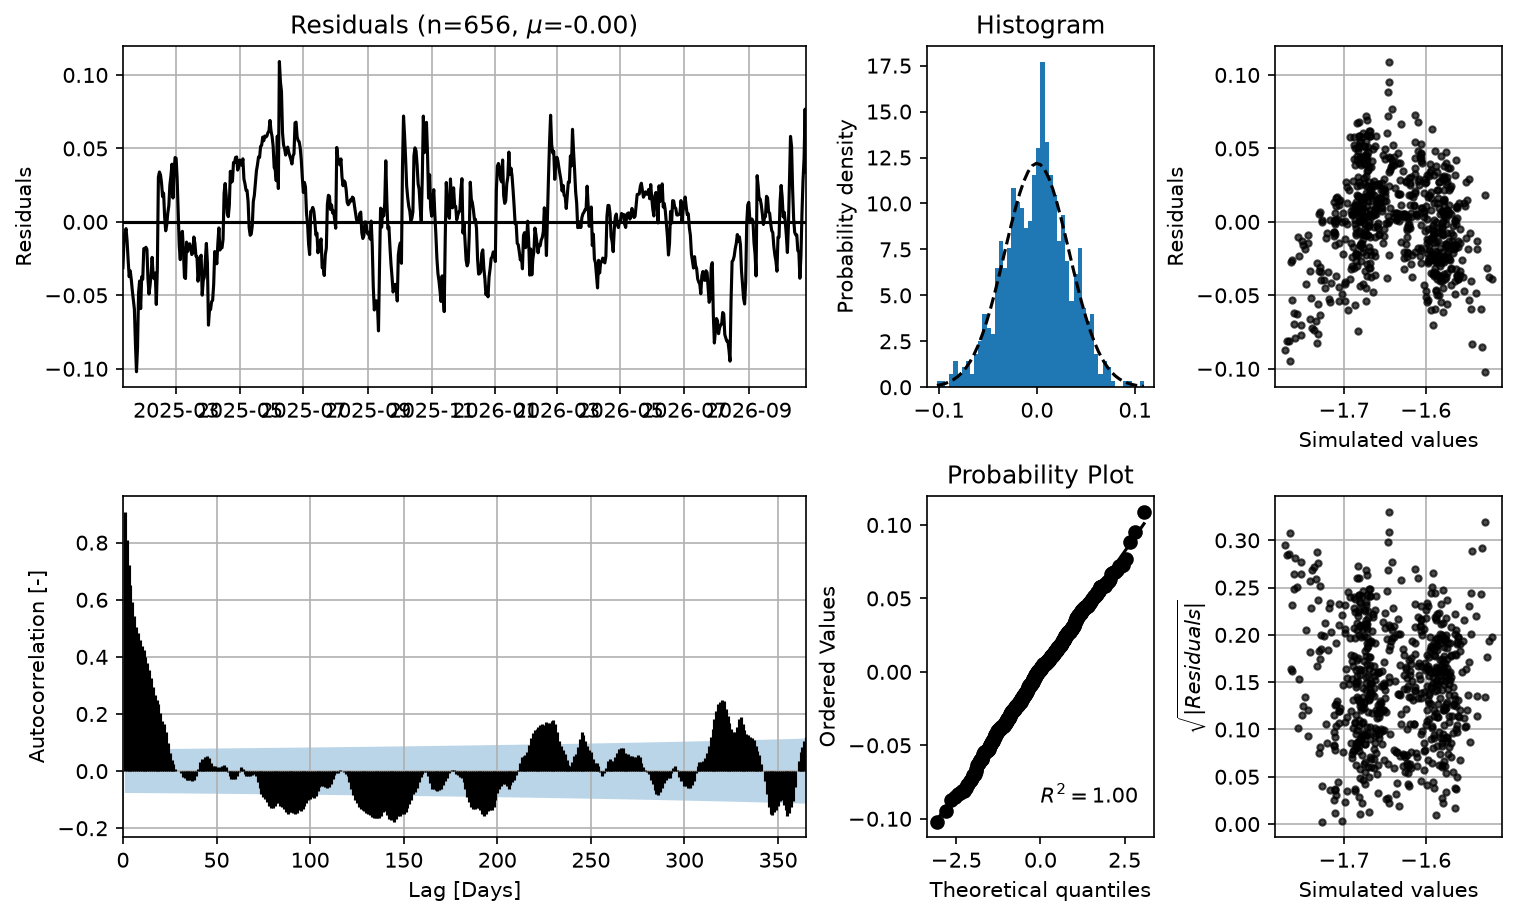 Residuals (n=656, μ=-0.00)
Residuals
0.10
0.05
0.00
−0.05
−0.10
2025-03 2025-05 2025-07 2025-09 2025-11 2026-01 2026-03 2026-05 2026-07 2026-09
Histogram
Probability density
17.5
15.0
12.5
10.0
7.5
5.0
2.5
0.0
−0.1 0.0 0.1
Residuals
0.10
0.05
0.00
−0.05
−0.10
−1.7 −1.6
Simulated values
Autocorrelation [-]
0.8
0.6
0.4
0.2
0.0
−0.2
0 50 100 150 200 250 300 350
Lag [Days]
Probability Plot
Ordered Values
0.10
0.05
0.00
−0.05
−0.10
R² = 1.00
−2.5 0.0 2.5
Theoretical quantiles
√|Residuals|
0.30
0.25
0.20
0.15
0.10
0.05
0.00
−1.7 −1.6
Simulated values